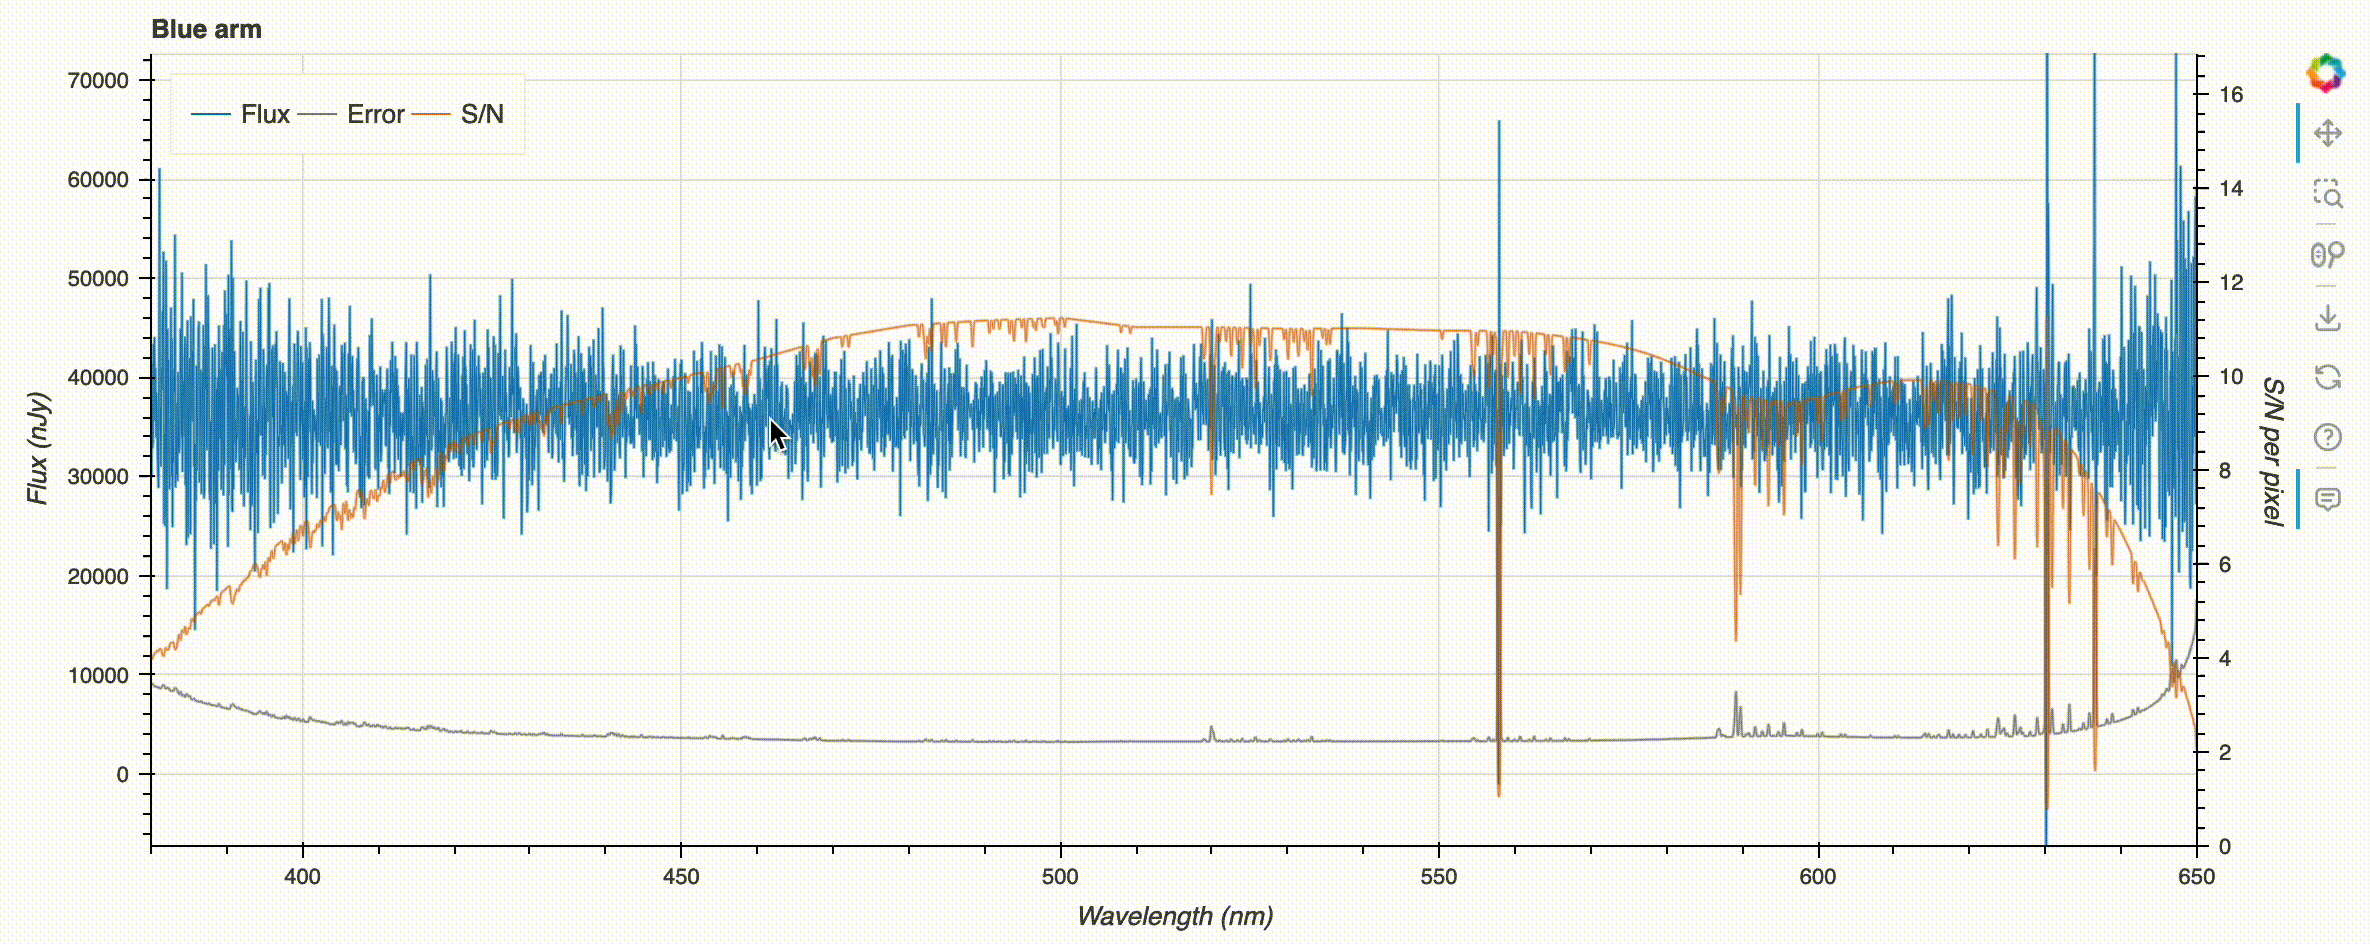 Blue arm
Flux Error S/N
70000
60000
50000
40000
30000
20000
10000
0
Flux (nJy)
16
14
12
10
8
6
4
2
0
S/N per pixel
400 450 500 550 600 650
Wavelength (nm)